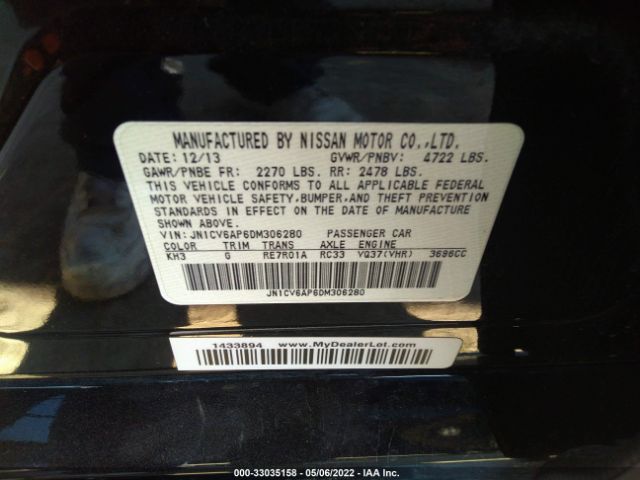 MANUFACTURED BY NISSAN MOTOR CO.,LTD.
DATE: 12/13 GVWR/PNBV: 4722 LBS.
GAWR/PNBE FR: 2270 LBS. RR: 2478 LBS.
THIS VEHICLE CONFORMS TO ALL APPLICABLE FEDERAL
MOTOR VEHICLE SAFETY,BUMPER,AND THEFT PREVENTION
STANDARDS IN EFFECT ON THE DATE OF MANUFACTURE
SHOWN ABOVE.
VIN: JN1CV6AP6DM306280 PASSENGER CAR
COLOR TRIM TRANS AXLE ENGINE
KH3 G RE7R01A RC33 VQ37(VHR) 3696CC
JN1CV6AP6DM306280
1433894 www.MyDealerLot.com
000-33035158 - 05/06/2022 - IAA Inc.